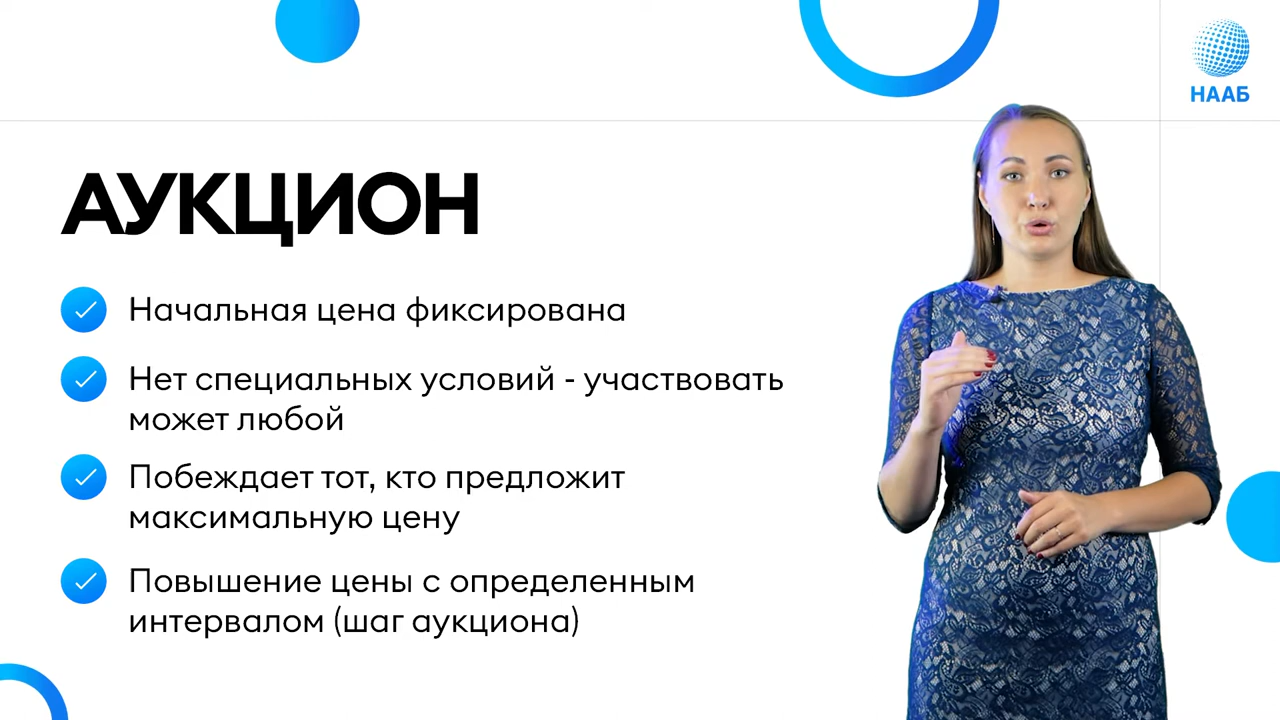 НААБ
АУКЦИОН
Начальная цена фиксирована
Нет специальных условий - участвовать
может любой
Побеждает тот, кто предложит
максимальную цену
Повышение цены с определенным
интервалом (шаг аукциона)